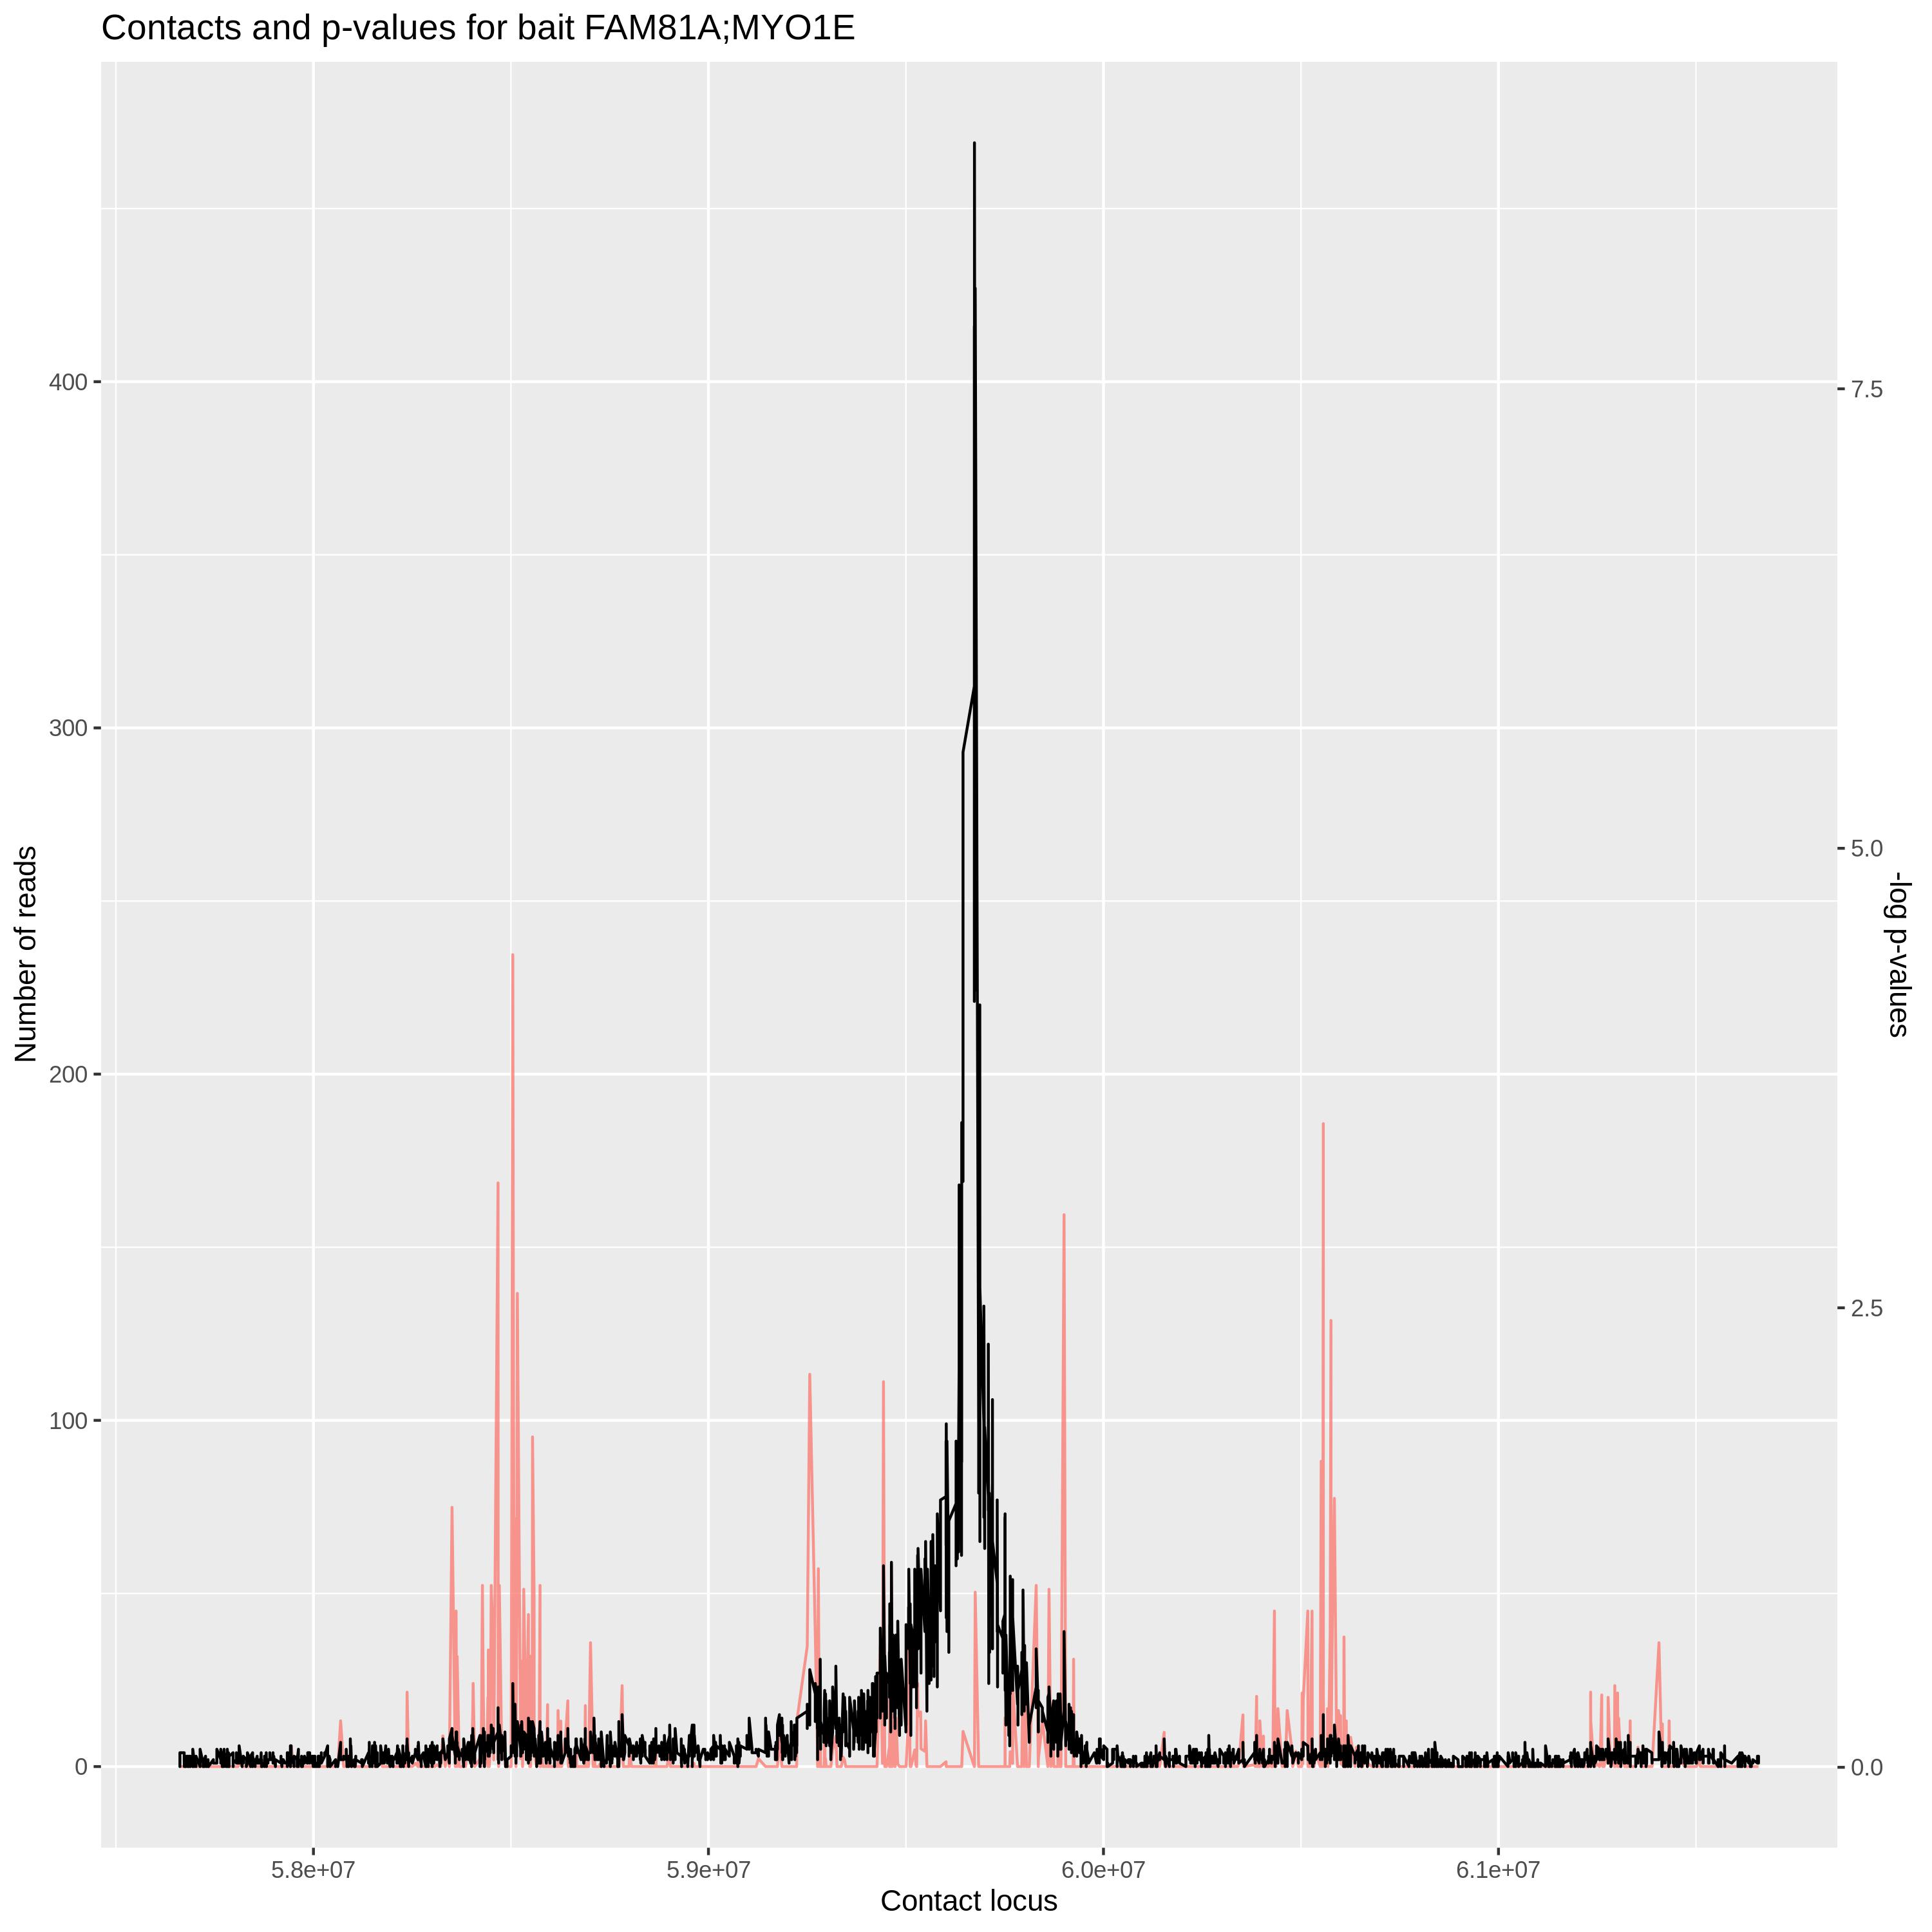 Contacts and p-values for bait FAM81A;MYO1E
400
300
200
100
0
Number of reads
7.5
5.0
2.5
0.0
-log p-values
5.8e+07
5.9e+07
6.0e+07
6.1e+07
Contact locus